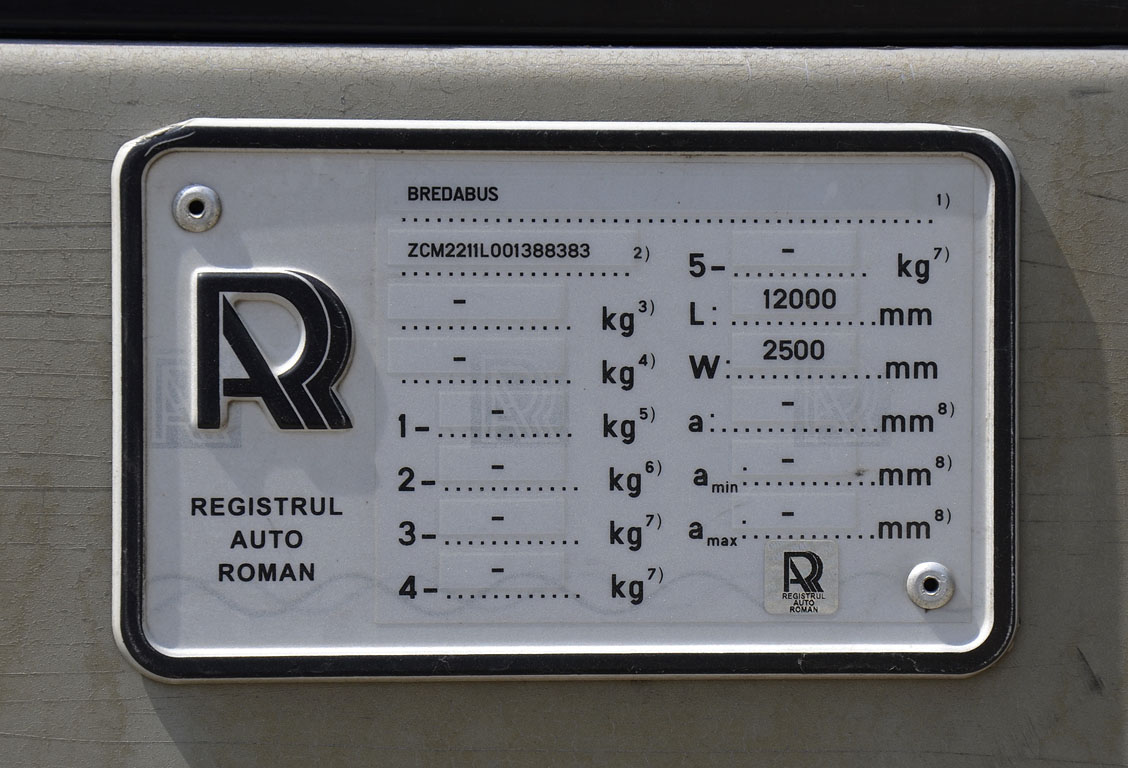 BREDABUS 1)
ZCM2211L001388383 2)
- kg3)
- kg4)
1- - kg5)
2- - kg6)
3- - kg7)
4- - kg7)
5- - kg7)
L: 12000 mm
W: 2500 mm
a: - mm8)
amin: - mm8)
amax: - mm8)
AR
REGISTRUL
AUTO
ROMAN
AR
REGISTRUL
AUTO
ROMAN